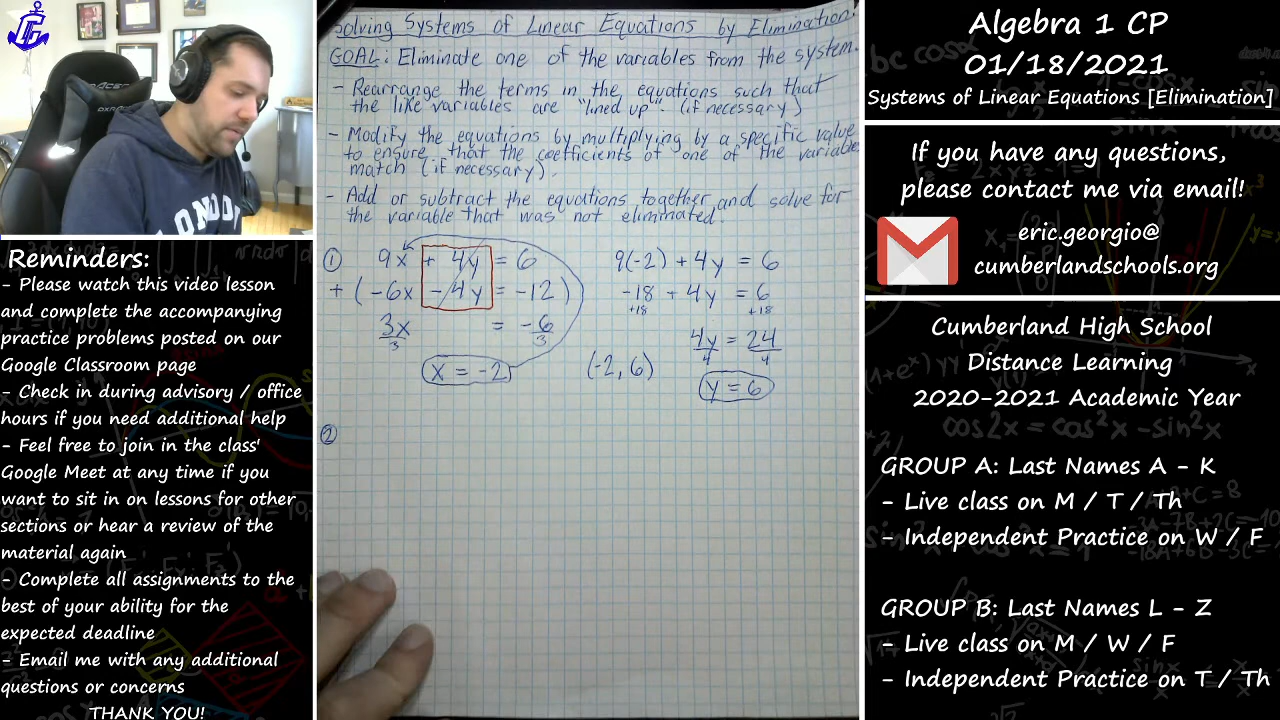 Reminders:
- Please watch this video lesson
and complete the accompanying
practice problems posted on our
Google Classroom page
- Check in during advisory / office
hours if you need additional help
- Feel free to join in the class'
Google Meet at any time if you
want to sit in on lessons for other
sections or hear a review of the
material again
- Complete all assignments to the
best of your ability for the
expected deadline
- Email me with any additional
questions or concerns
THANK YOU!
LONDON
Solving Systems of Linear Equations by Elimination.
GOAL: Eliminate one of the variables from the system.
- Rearrange the terms in the equations such that
the like variables are "lined up". (if necessary)
- Modify the equations by multiplying by a specific value
to ensure that the coefficients of one of the variables
match (if necessary).
- Add or subtract the equations together, and solve for
the variable that was not eliminated.
① 9x + 4y = 6
+ (-6x - 4y = -12)
3x = -6
3 3
x = -2
9(-2) + 4y = 6
-18 + 4y = 6
+18 +18
4y = 24
4 4
y = 6
(-2, 6)
②
Algebra 1 CP
01/18/2021
Systems of Linear Equations [Elimination]
If you have any questions,
please contact me via email!
eric.georgio@
cumberlandschools.org
Cumberland High School
Distance Learning
2020-2021 Academic Year
GROUP A: Last Names A - K
- Live class on M / T / Th
- Independent Practice on W / F
GROUP B: Last Names L - Z
- Live class on M / W / F
- Independent Practice on T / Th